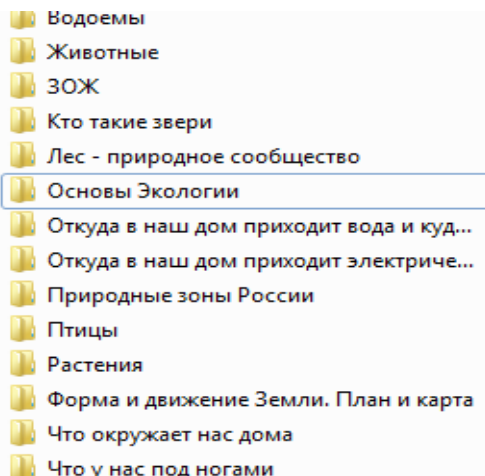 Водоемы
Животные
ЗОЖ
Кто такие звери
Лес - природное сообщество
Основы Экологии
Откуда в наш дом приходит вода и куд...
Откуда в наш дом приходит электриче...
Природные зоны России
Птицы
Растения
Форма и движение Земли. План и карта
Что окружает нас дома
Что у нас под ногами